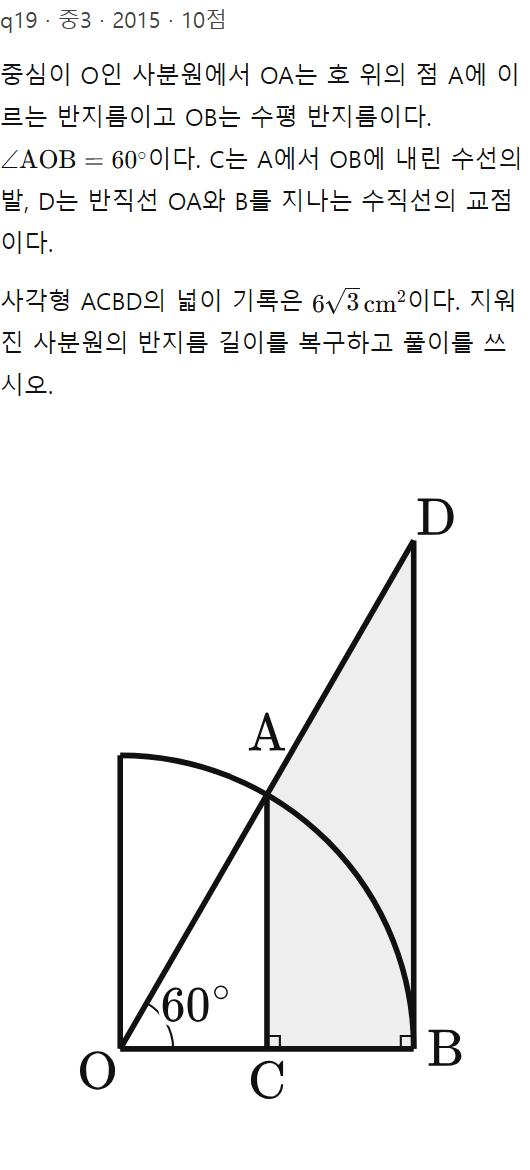 q19 · 중3 · 2015 · 10점
중심이 O인 사분원에서 OA는 호 위의 점 A에 이
르는 반지름이고 OB는 수평 반지름이다.
∠AOB = 60°이다. C는 A에서 OB에 내린 수선의
발, D는 반직선 OA와 B를 지나는 수직선의 교점
이다.
사각형 ACBD의 넓이 기록은 6√3 cm²이다. 지워
진 사분원의 반지름 길이를 복구하고 풀이를 쓰
시오.
D
A
60°
O
C
B